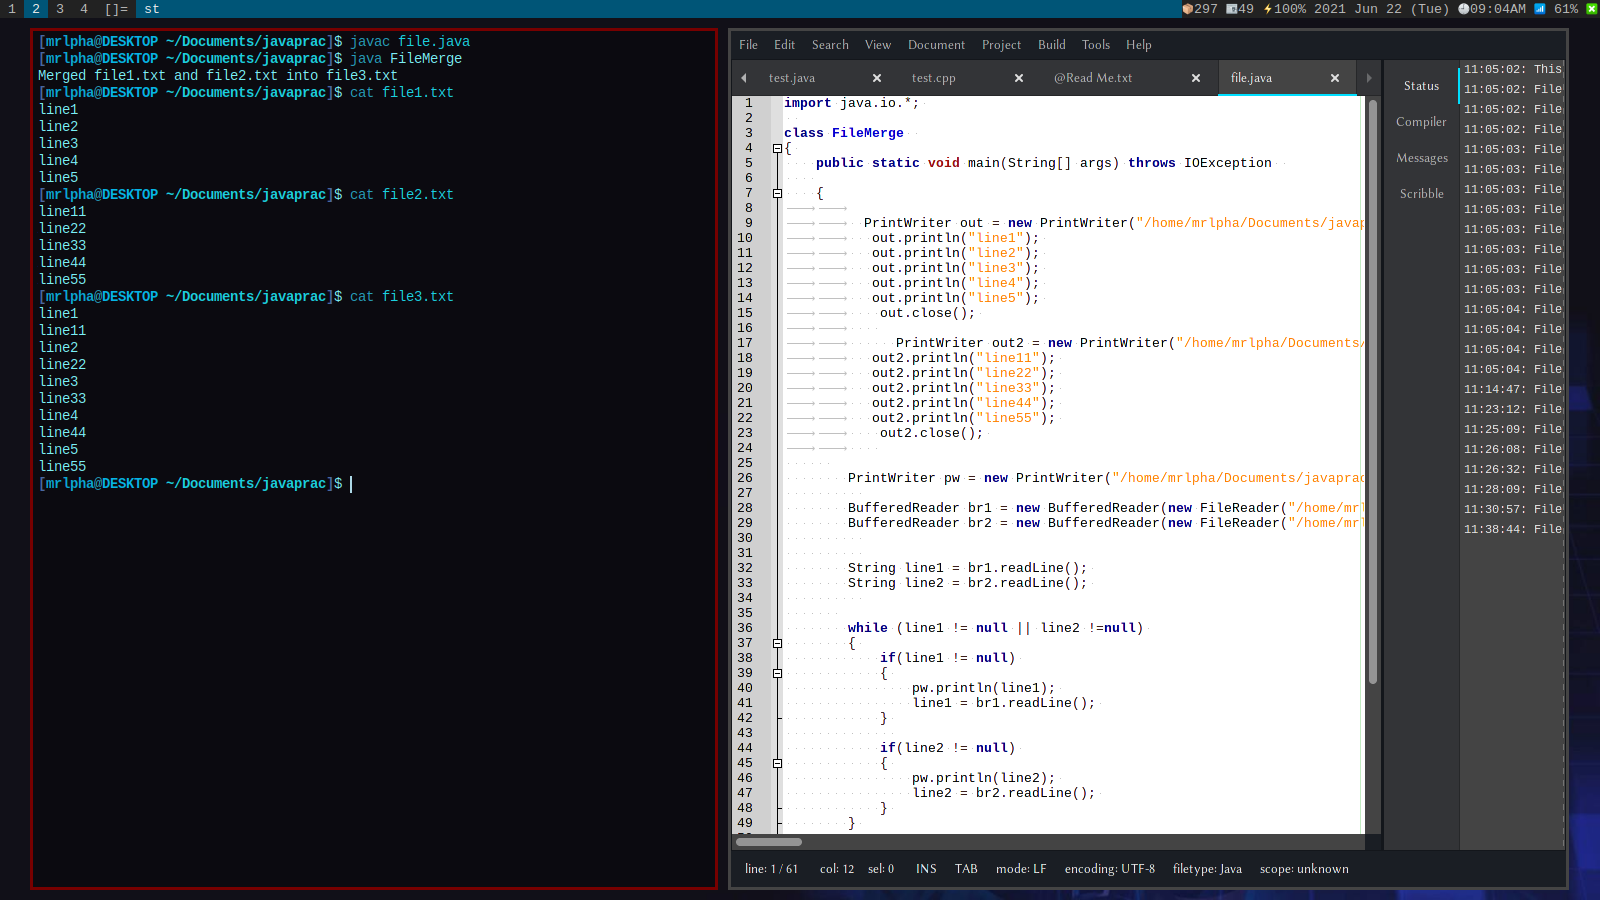 1 2 3 4 []= st 297 49 100% 2021 Jun 22 (Tue) 09:04AM 61%
[mrlpha@DESKTOP ~/Documents/javaprac]$ javac file.java
[mrlpha@DESKTOP ~/Documents/javaprac]$ java FileMerge
Merged file1.txt and file2.txt into file3.txt
[mrlpha@DESKTOP ~/Documents/javaprac]$ cat file1.txt
line1
line2
line3
line4
line5
[mrlpha@DESKTOP ~/Documents/javaprac]$ cat file2.txt
line11
line22
line33
line44
line55
[mrlpha@DESKTOP ~/Documents/javaprac]$ cat file3.txt
line1
line11
line2
line22
line3
line33
line4
line44
line5
line55
[mrlpha@DESKTOP ~/Documents/javaprac]$
File Edit Search View Document Project Build Tools Help
test.java test.cpp @Read Me.txt file.java
1 import java.io.*;
2
3 class FileMerge
4 {
5 public static void main(String[] args) throws IOException
6
7 {
8
9 PrintWriter out = new PrintWriter("/home/mrlpha/Documents/javap
10 out.println("line1");
11 out.println("line2");
12 out.println("line3");
13 out.println("line4");
14 out.println("line5");
15 out.close();
16
17 PrintWriter out2 = new PrintWriter("/home/mrlpha/Documents/
18 out2.println("line11");
19 out2.println("line22");
20 out2.println("line33");
21 out2.println("line44");
22 out2.println("line55");
23 out2.close();
24
25
26 PrintWriter pw = new PrintWriter("/home/mrlpha/Documents/javaprac
27
28 BufferedReader br1 = new BufferedReader(new FileReader("/home/mrl
29 BufferedReader br2 = new BufferedReader(new FileReader("/home/mrl
30
31
32 String line1 = br1.readLine();
33 String line2 = br2.readLine();
34
35
36 while (line1 != null || line2 !=null)
37 {
38 if(line1 != null)
39 {
40 pw.println(line1);
41 line1 = br1.readLine();
42 }
43
44 if(line2 != null)
45 {
46 pw.println(line2);
47 line2 = br2.readLine();
48 }
49 }
Status
Compiler
Messages
Scribble
11:05:02: This
11:05:02: File
11:05:02: File
11:05:02: File
11:05:03: File
11:05:03: File
11:05:03: File
11:05:03: File
11:05:03: File
11:05:03: File
11:05:03: File
11:05:03: File
11:05:04: File
11:05:04: File
11:05:04: File
11:05:04: File
11:14:47: File
11:23:12: File
11:25:09: File
11:26:08: File
11:26:32: File
11:28:09: File
11:30:57: File
11:38:44: File
line: 1 / 61 col: 12 sel: 0 INS TAB mode: LF encoding: UTF-8 filetype: Java scope: unknown